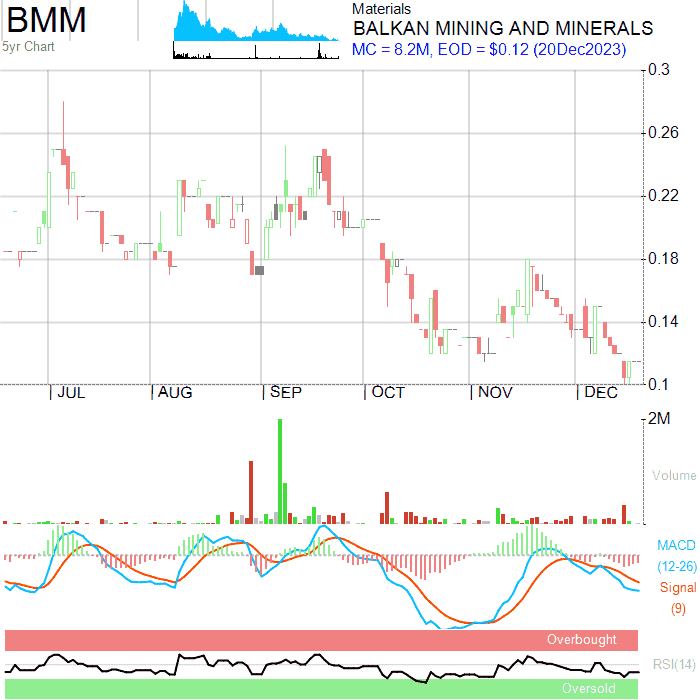 BMM
5yr Chart
Materials
BALKAN MINING AND MINERALS
MC = 8.2M, EOD = $0.12 (20Dec2023)
0.3
0.26
0.22
0.18
0.14
0.1
JUL AUG SEP OCT NOV DEC
2M
Volume
MACD
(12-26)
Signal
(9)
Overbought
RSI(14)
Oversold